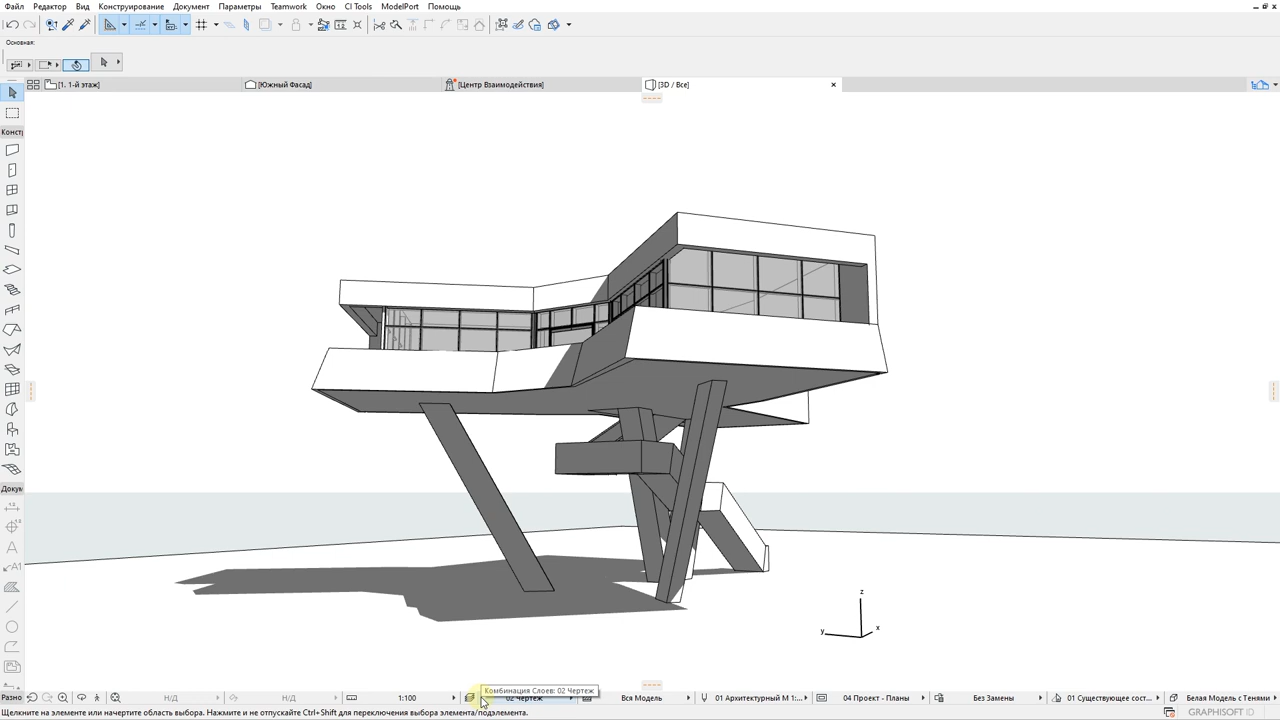 Файл Редактор Вид Конструирование Документ Параметры Teamwork Окно CI Tools ModelPort Помощь
Основная:
[1. 1-й этаж] [Южный Фасад] [Центр Взаимодействия] [3D / Все]
Констр
Докум
z
y x
Разно Н/Д Н/Д 1:100 02 Чертеж Вся Модель 01 Архитектурный М 1:... 04 Проект - Планы Без Замены 01 Существующее сост... Белая Модель с Тенями
Комбинация Слоев: 02 Чертеж
Щелкните на элементе или начертите область выбора. Нажмите и не отпускайте Ctrl+Shift для переключения выбора элемента/подэлемента.
GRAPHISOFT ID